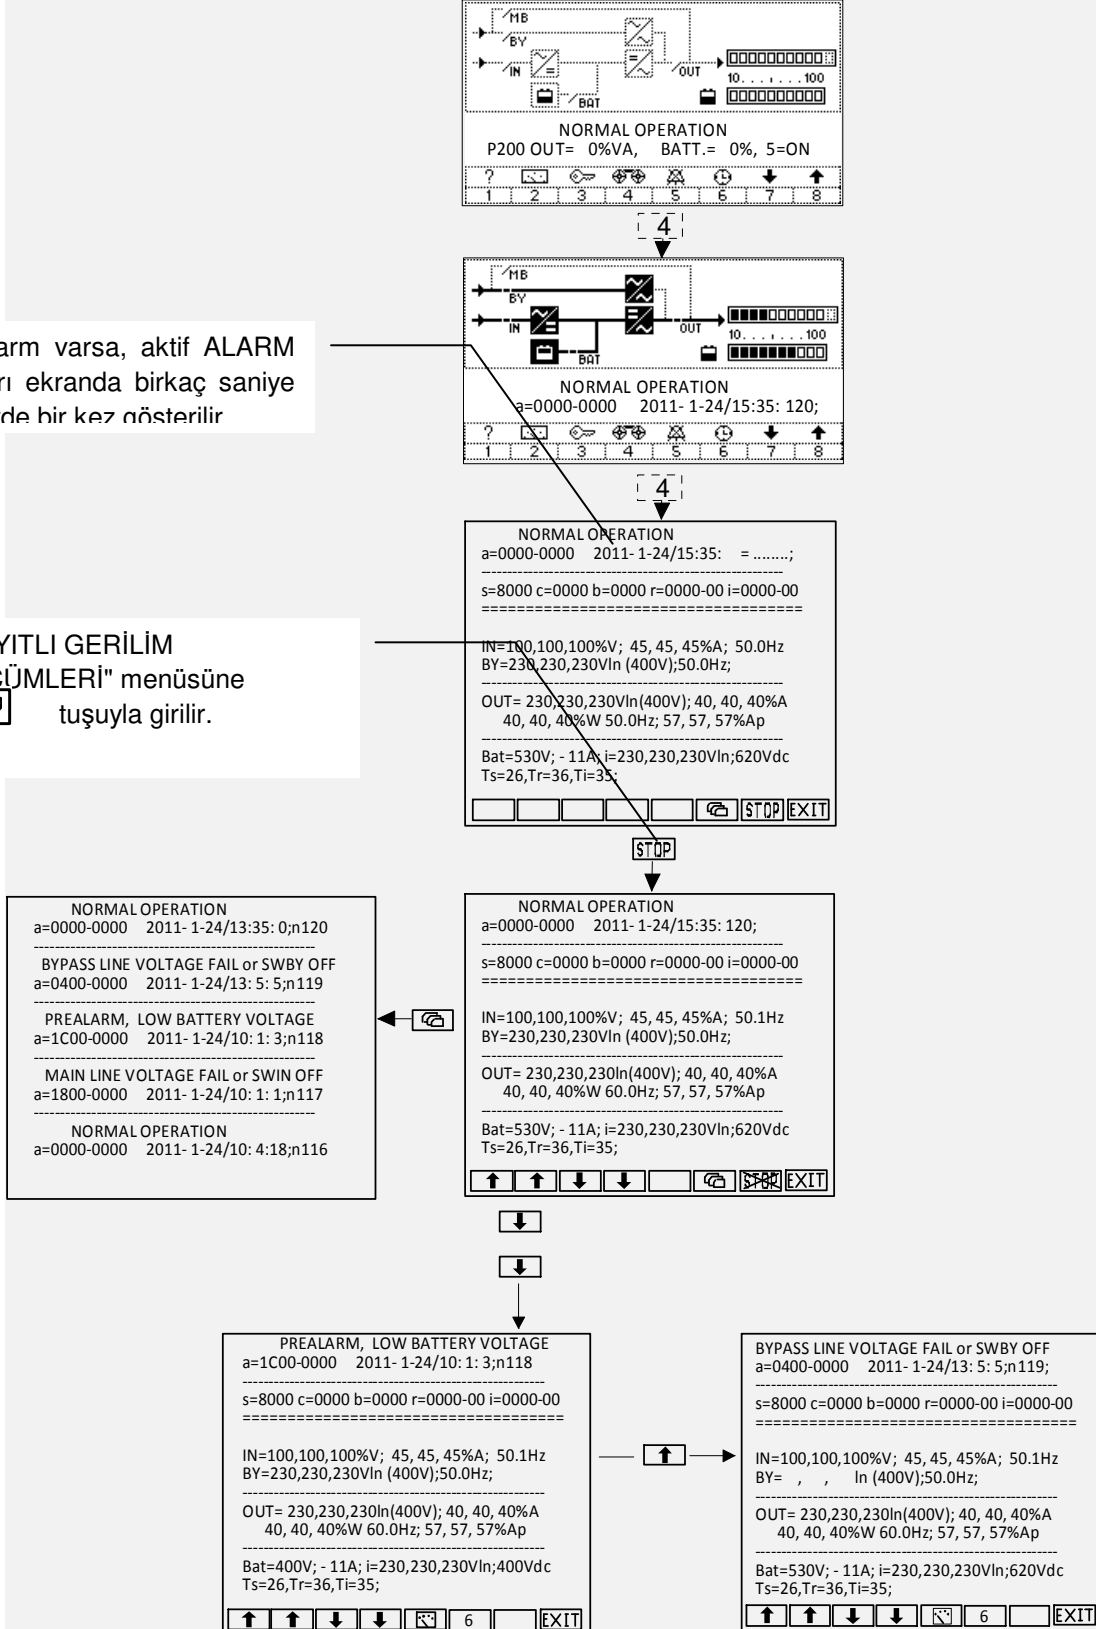 MB
BY
IN
BAT
OUT
10. . . ı . . . 100
NORMAL OPERATION
P200 OUT= 0%VA, BATT.= 0%, 5=ON
?
1 2 3 4 5 6 7 8
4
MB
BY
IN
BAT
OUT
10. . . ı . . . 100
NORMAL OPERATION
a=0000-0000 2011- 1-24/15:35: 120;
?
1 2 3 4 5 6 7 8
arm varsa, aktif ALARM
rı ekranda birkaç saniye
de bir kez gösterilir
4
NORMAL OPERATION
a=0000-0000 2011- 1-24/15:35: = ........;
s=8000 c=0000 b=0000 r=0000-00 i=0000-00
====================================
IN=100,100,100%V; 45, 45, 45%A; 50.0Hz
BY=230,230,230Vln (400V);50.0Hz;
OUT= 230,230,230Vln(400V); 40, 40, 40%A
40, 40, 40%W 50.0Hz; 57, 57, 57%Ap
Bat=530V; - 11A; i=230,230,230Vln;620Vdc
Ts=26,Tr=36,Ti=35;
STOP EXIT
YITLI GERİLİM
ÇÜMLERİ" menüsüne
tuşuyla girilir.
STOP
NORMAL OPERATION
a=0000-0000 2011- 1-24/15:35: 120;
s=8000 c=0000 b=0000 r=0000-00 i=0000-00
====================================
IN=100,100,100%V; 45, 45, 45%A; 50.1Hz
BY=230,230,230Vln (400V);50.0Hz;
OUT= 230,230,230ln(400V); 40, 40, 40%A
40, 40, 40%W 60.0Hz; 57, 57, 57%Ap
Bat=530V; - 11A; i=230,230,230Vln;620Vdc
Ts=26,Tr=36,Ti=35;
STOP EXIT
NORMAL OPERATION
a=0000-0000 2011- 1-24/13:35: 0;n120
BYPASS LINE VOLTAGE FAIL or SWBY OFF
a=0400-0000 2011- 1-24/13: 5: 5;n119
PREALARM, LOW BATTERY VOLTAGE
a=1C00-0000 2011- 1-24/10: 1: 3;n118
MAIN LINE VOLTAGE FAIL or SWIN OFF
a=1800-0000 2011- 1-24/10: 1: 1;n117
NORMAL OPERATION
a=0000-0000 2011- 1-24/10: 4:18;n116
PREALARM, LOW BATTERY VOLTAGE
a=1C00-0000 2011- 1-24/10: 1: 3;n118
s=8000 c=0000 b=0000 r=0000-00 i=0000-00
====================================
IN=100,100,100%V; 45, 45, 45%A; 50.1Hz
BY=230,230,230Vln (400V);50.0Hz;
OUT= 230,230,230ln(400V); 40, 40, 40%A
40, 40, 40%W 60.0Hz; 57, 57, 57%Ap
Bat=400V; - 11A; i=230,230,230Vln;400Vdc
Ts=26,Tr=36,Ti=35;
6 EXIT
BYPASS LINE VOLTAGE FAIL or SWBY OFF
a=0400-0000 2011- 1-24/13: 5: 5;n119;
s=8000 c=0000 b=0000 r=0000-00 i=0000-00
====================================
IN=100,100,100%V; 45, 45, 45%A; 50.1Hz
BY= , , ln (400V);50.0Hz;
OUT= 230,230,230ln(400V); 40, 40, 40%A
40, 40, 40%W 60.0Hz; 57, 57, 57%Ap
Bat=530V; - 11A; i=230,230,230Vln;620Vdc
Ts=26,Tr=36,Ti=35;
6 EXIT